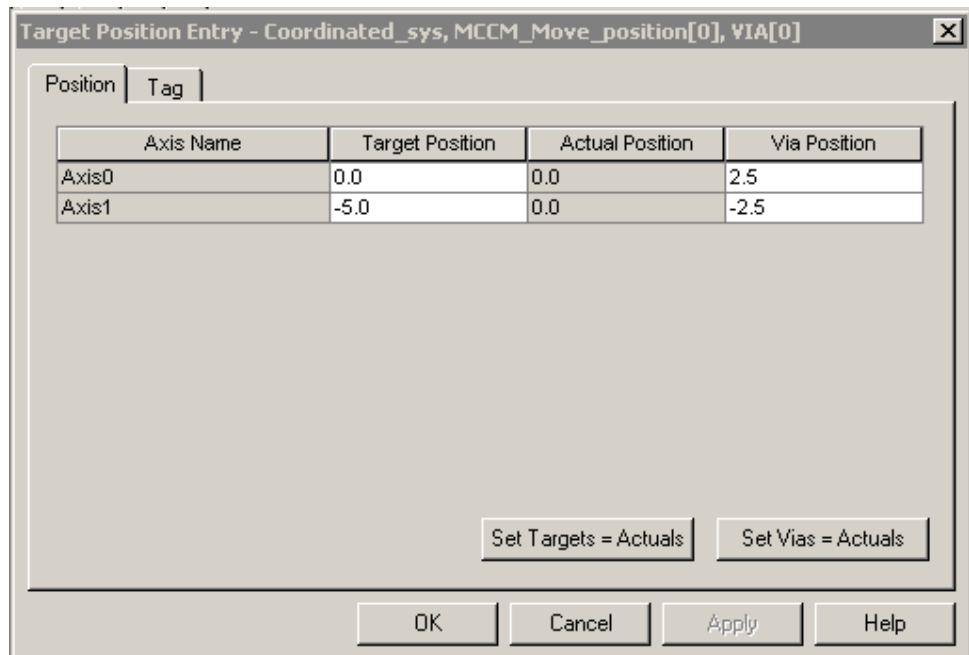 Target Position Entry - Coordinated_sys, MCCM_Move_position[0], VIA[0]
Position Tag
Axis Name Target Position Actual Position Via Position
Axis0 0.0 0.0 2.5
Axis1 -5.0 0.0 -2.5
Set Targets = Actuals Set Vias = Actuals
OK Cancel Apply Help